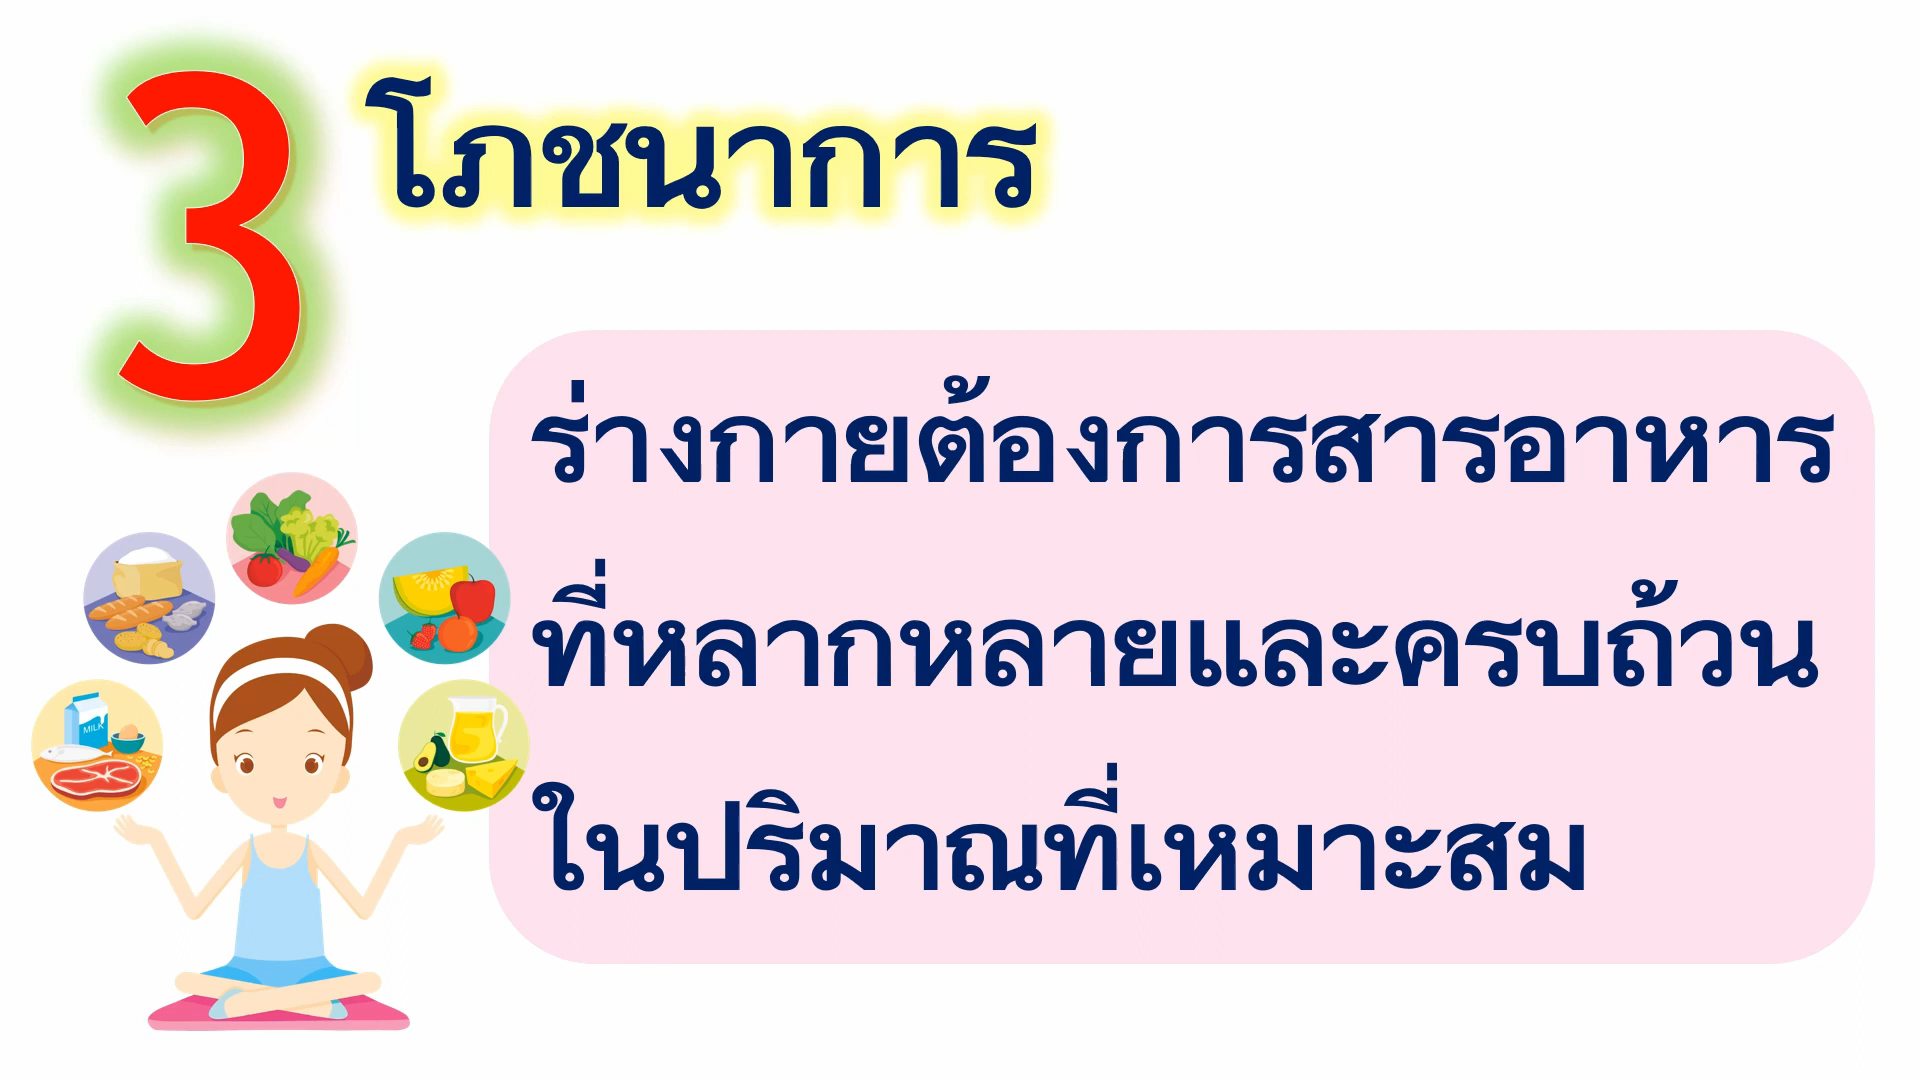 3 โภชนาการ
ร่างกายต้องการสารอาหาร
ที่หลากหลายและครบถ้วน
ในปริมาณที่เหมาะสม
MILK